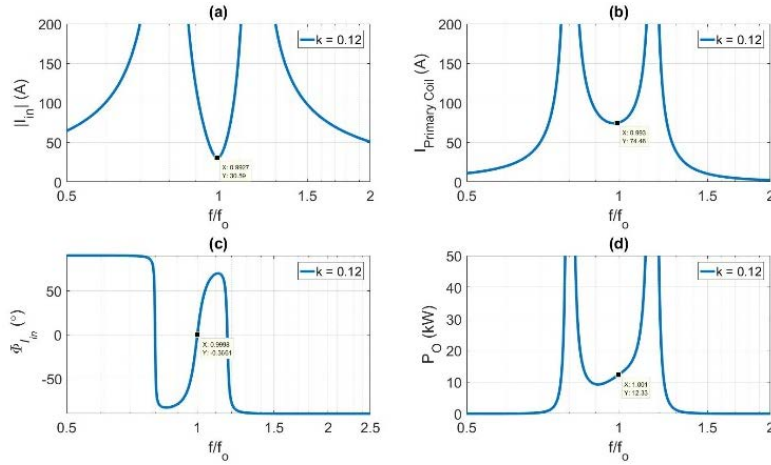 (a)
200
150
100
50
0
|I_in| (A)
k = 0.12
X: 0.9927
Y: 30.59
0.5
1
1.5
2
f/f_o
(b)
200
150
100
50
0
I_Primary Coil (A)
k = 0.12
X: 0.993
Y: 74.46
0.5
1
1.5
2
f/f_o
(c)
50
0
-50
Φ_I_in (°)
k = 0.12
X: 0.9998
0.5
1
1.5
2
2.5
f/f_o
(d)
50
40
30
20
10
0
P_O (kW)
k = 0.12
X: 1.001
Y: 12.33
0.5
1
1.5
2
f/f_o